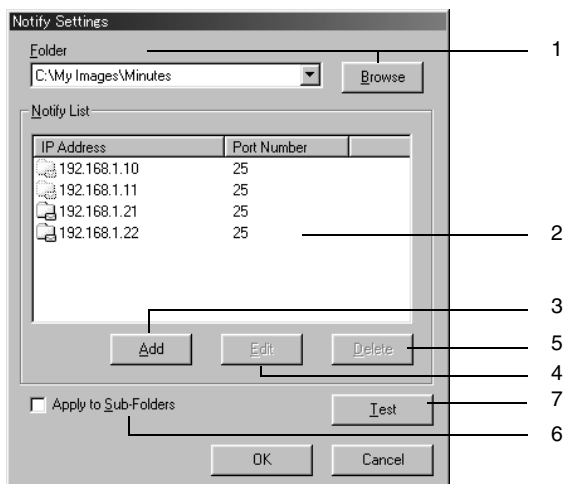 Notify Settings
Folder
1
C:\My Images\Minutes
Browse
Notify List
IP Address Port Number
192.168.1.10 25
192.168.1.11 25
192.168.1.21 25
192.168.1.22 25
2
3
Add Edit Delete
5
4
Apply to Sub-Folders
Test
7
6
OK Cancel